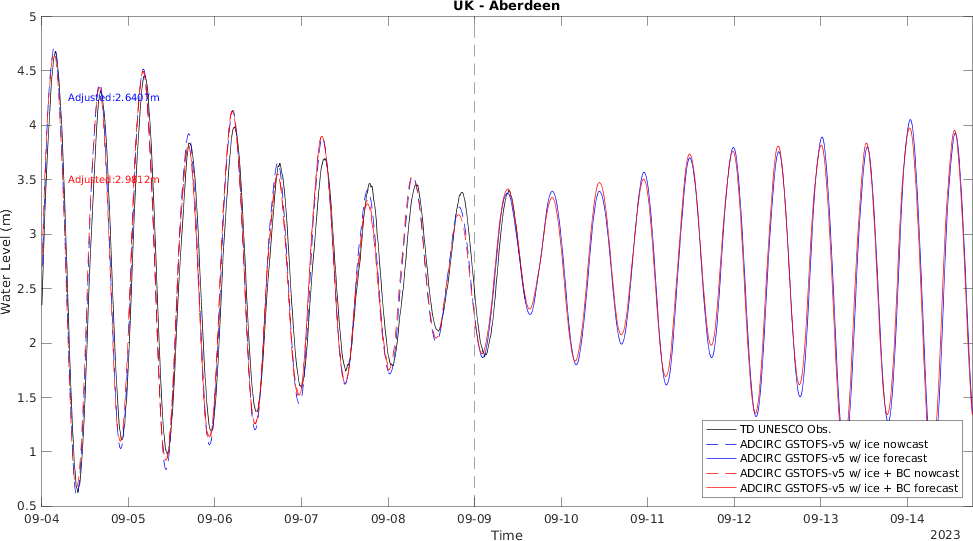 UK - Aberdeen
5
4.5
4
3.5
3
2.5
2
1.5
1
0.5
Water Level (m)
Adjusted:2.6407m
Adjusted:2.9812m
TD UNESCO Obs.
ADCIRC GSTOFS-v5 w/ ice nowcast
ADCIRC GSTOFS-v5 w/ ice forecast
ADCIRC GSTOFS-v5 w/ ice + BC nowcast
ADCIRC GSTOFS-v5 w/ ice + BC forecast
09-04 09-05 09-06 09-07 09-08 09-09 09-10 09-11 09-12 09-13 09-14
Time
2023